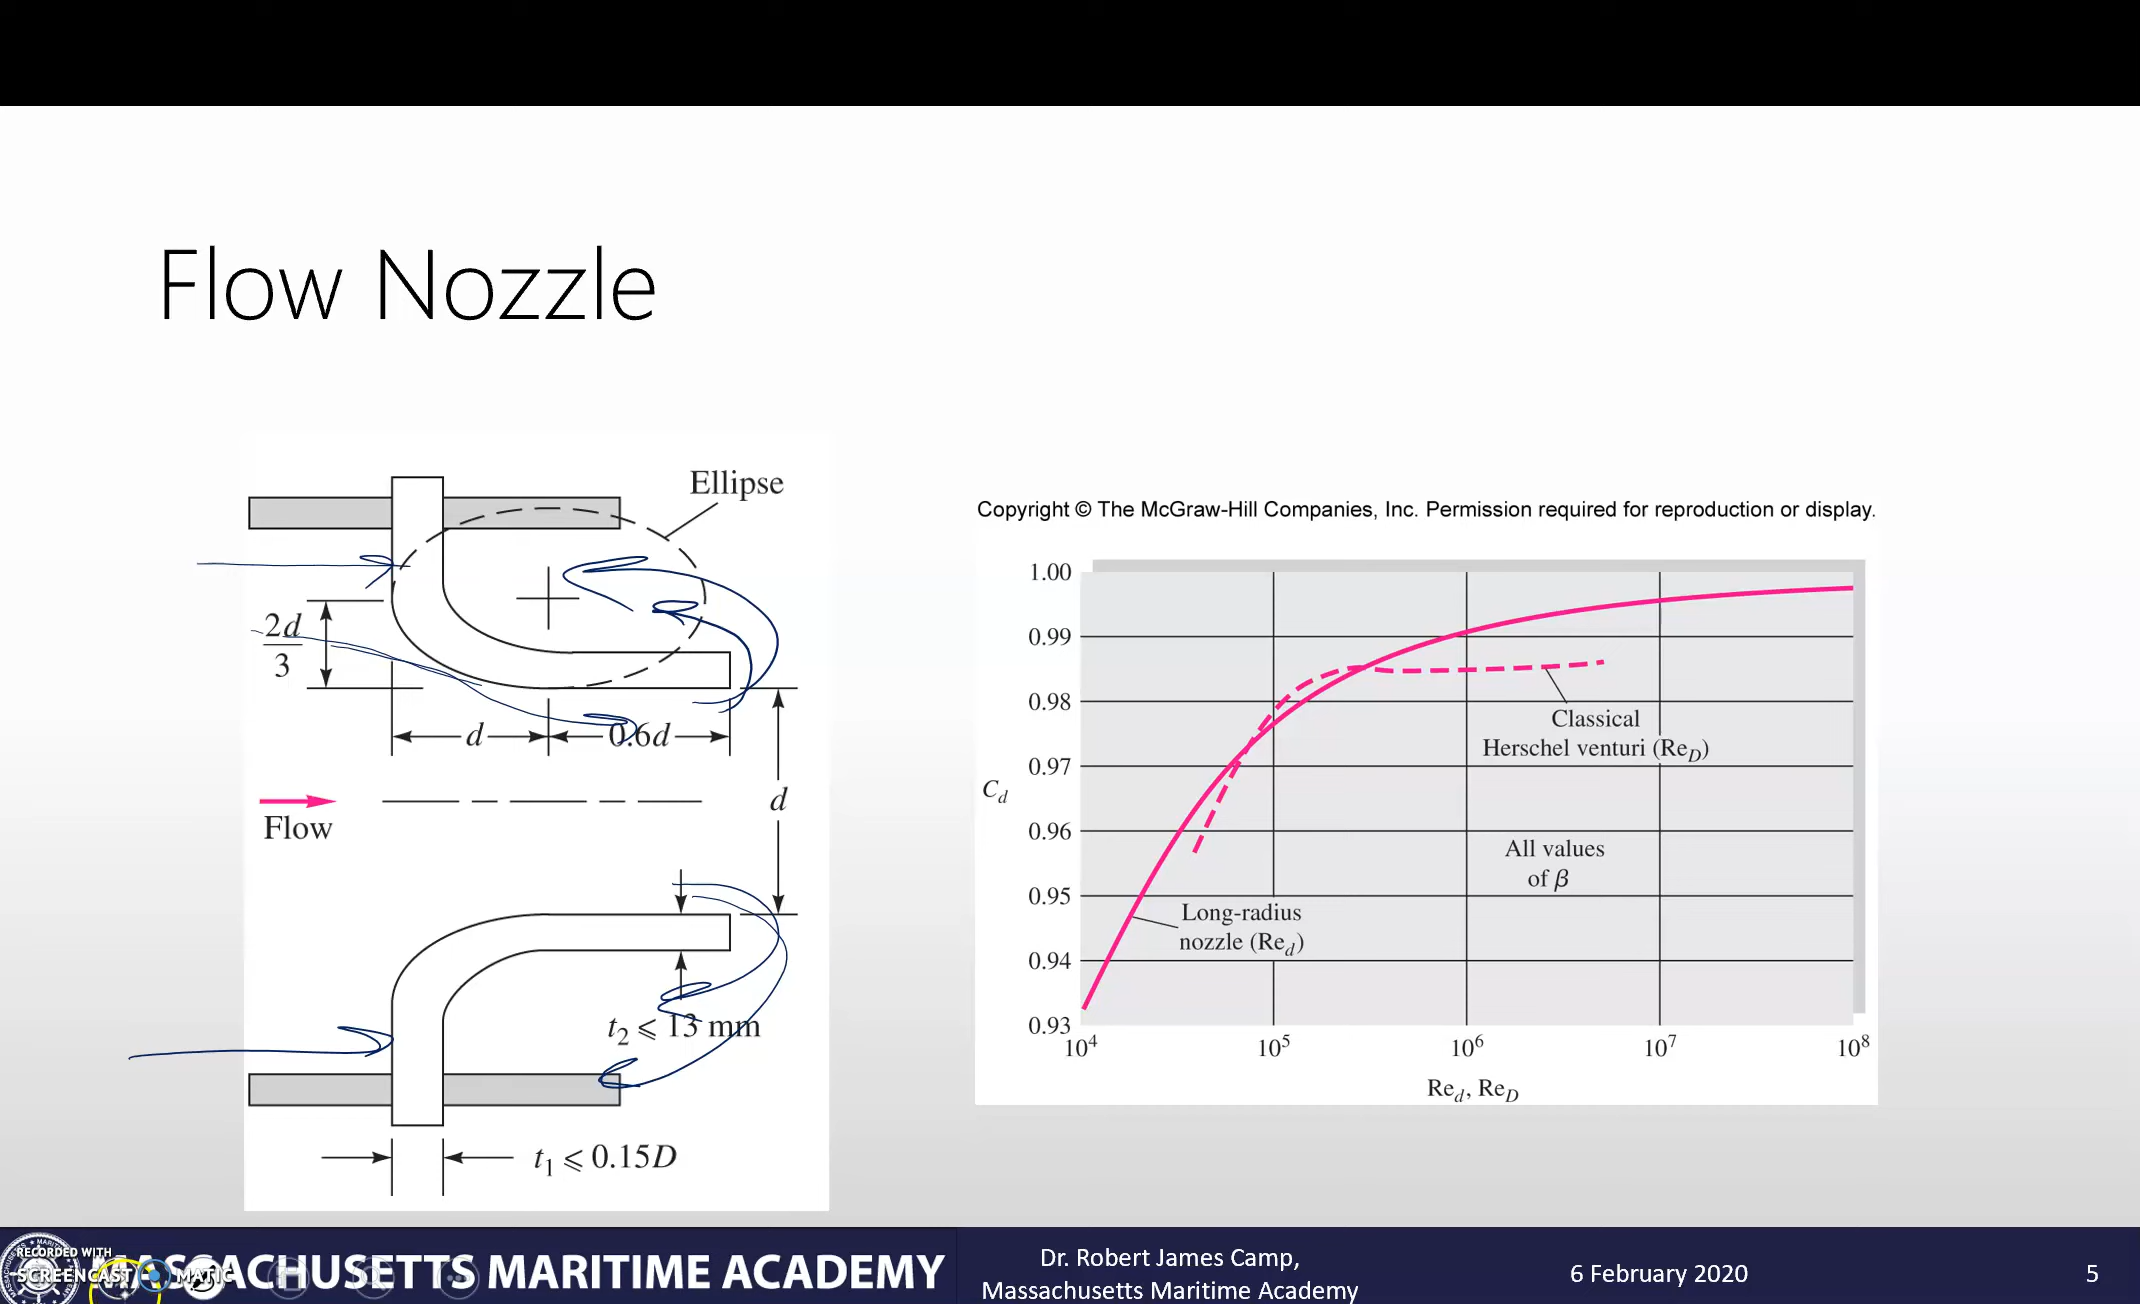 Flow Nozzle
Ellipse
2d
3
d
0.6d
Flow
d
t₂ ⩽ 13 mm
t₁ ⩽ 0.15D
Copyright © The McGraw-Hill Companies, Inc. Permission required for reproduction or display.
1.00
0.99
0.98
0.97
0.96
0.95
0.94
0.93
C_d
Classical
Herschel venturi (Re_D)
All values
of β
Long-radius
nozzle (Re_d)
10⁴ 10⁵ 10⁶ 10⁷ 10⁸
Re_d, Re_D
RECORDED WITH
SCREENCAST MATIC
MASSACHUSETTS MARITIME ACADEMY
Dr. Robert James Camp,
Massachusetts Maritime Academy
6 February 2020
5